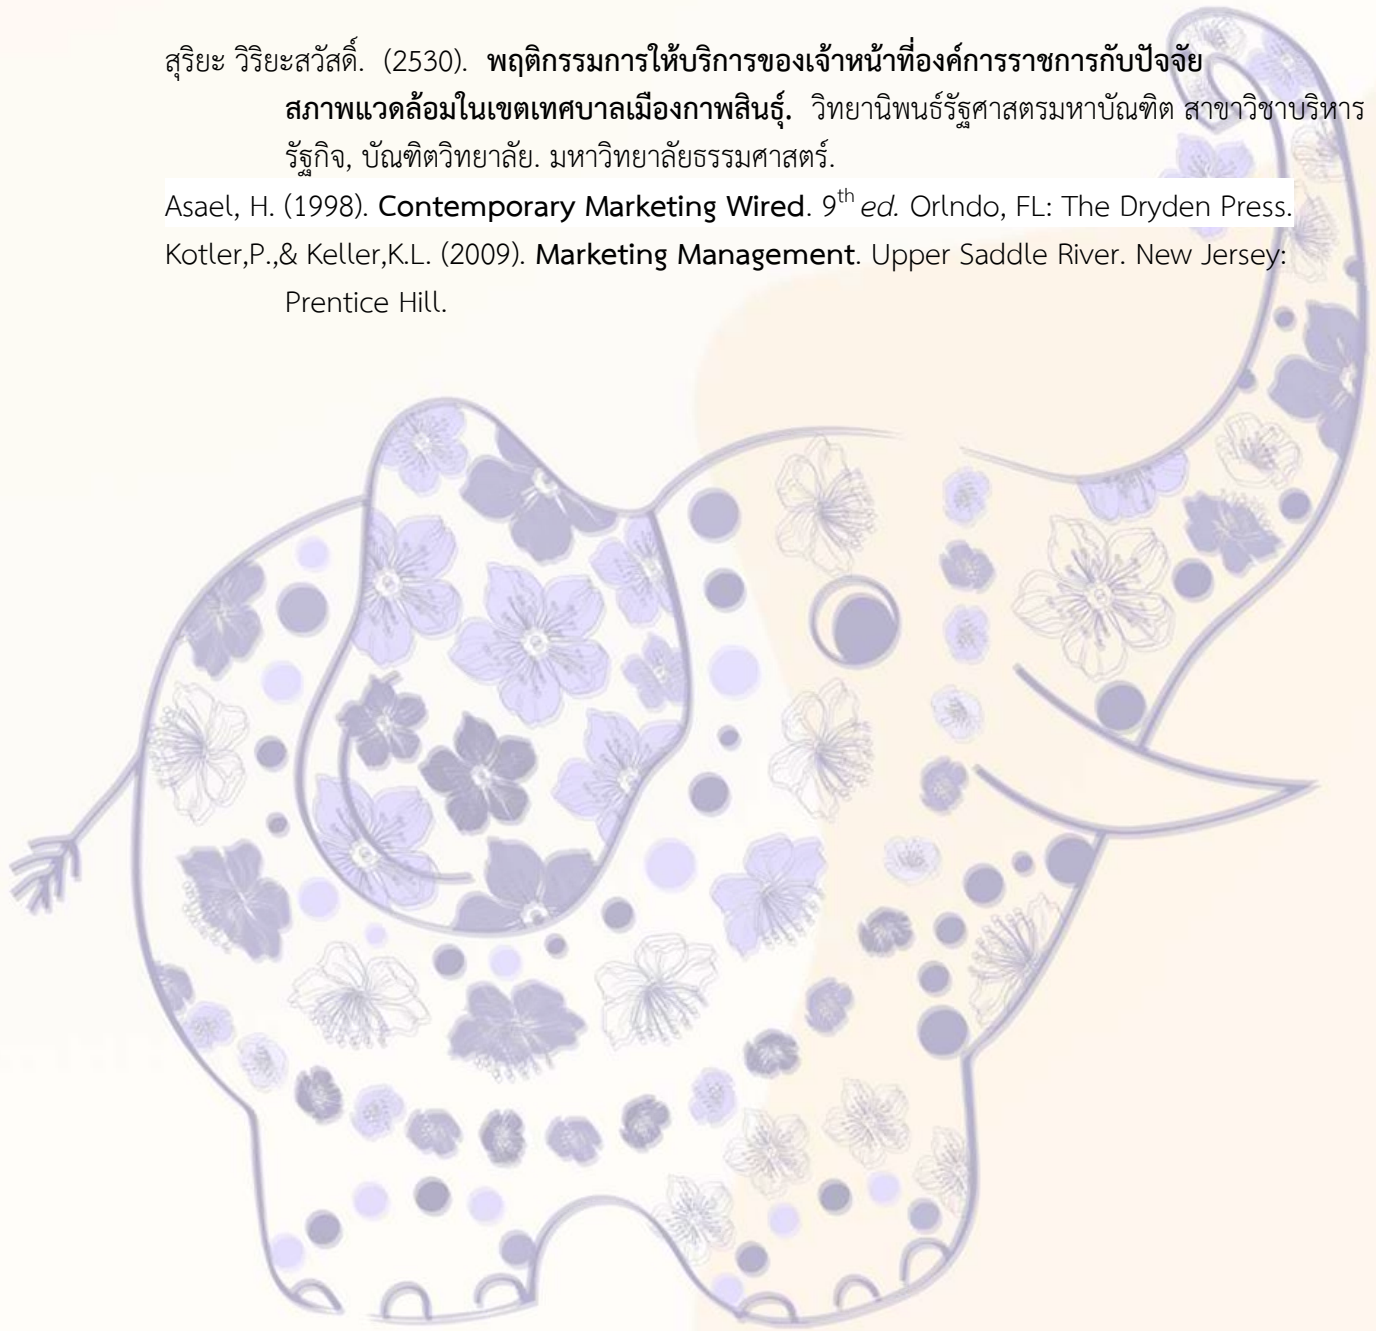 สุริยะ วิริยะสวัสดิ์. (2530). พฤติกรรมการให้บริการของเจ้าหน้าที่องค์การราชการกับปัจจัย
สภาพแวดล้อมในเขตเทศบาลเมืองกาพสินธุ์. วิทยานิพนธ์รัฐศาสตรมหาบัณฑิต สาขาวิชาบริหาร
รัฐกิจ, บัณฑิตวิทยาลัย. มหาวิทยาลัยธรรมศาสตร์.
Asael, H. (1998). Contemporary Marketing Wired. 9th ed. Orlndo, FL: The Dryden Press.
Kotler,P.,& Keller,K.L. (2009). Marketing Management. Upper Saddle River. New Jersey:
Prentice Hill.